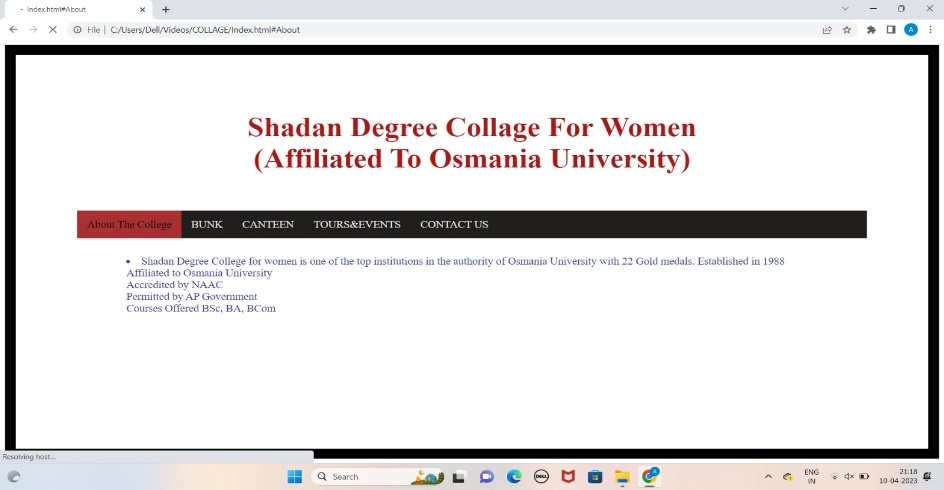 Index.html#About
File | C:/Users/Dell/Videos/COLLAGE/Index.html#About
Shadan Degree Collage For Women
(Affiliated To Osmania University)
About The College BUNK CANTEEN TOURS&EVENTS CONTACT US
• Shadan Degree College for women is one of the top institutions in the authority of Osmania University with 22 Gold medals. Established in 1988
Affiliated to Osmania University
Accredited by NAAC
Permitted by AP Government
Courses Offered BSc, BA, BCom
Resolving host...
Search
DELL
A
ENG
IN
21:18
10-04-2023